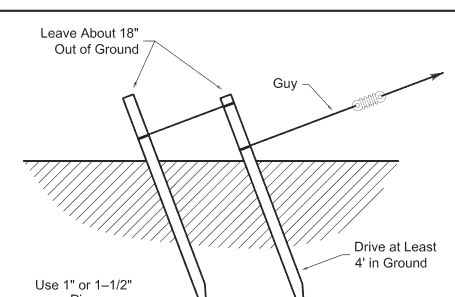 Leave About 18"
Out of Ground
Guy
Drive at Least
4' in Ground
Use 1" or 1–1/2"